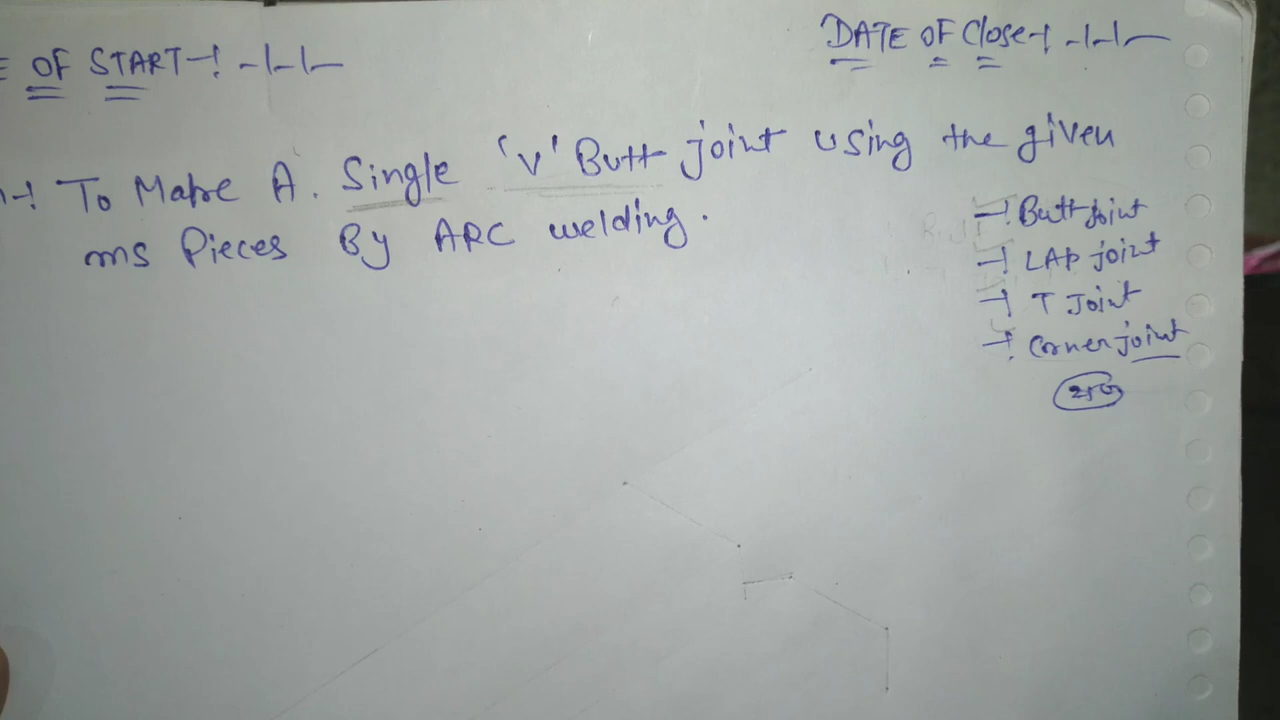 OF START-! -/-/-
DATE OF Close-! -/-/-
-! To Make A. Single 'V' Butt joint using the given
ms Pieces By ARC welding.
-! Butt joint
-! LAP joint
-! T Joint
-! Corner joint